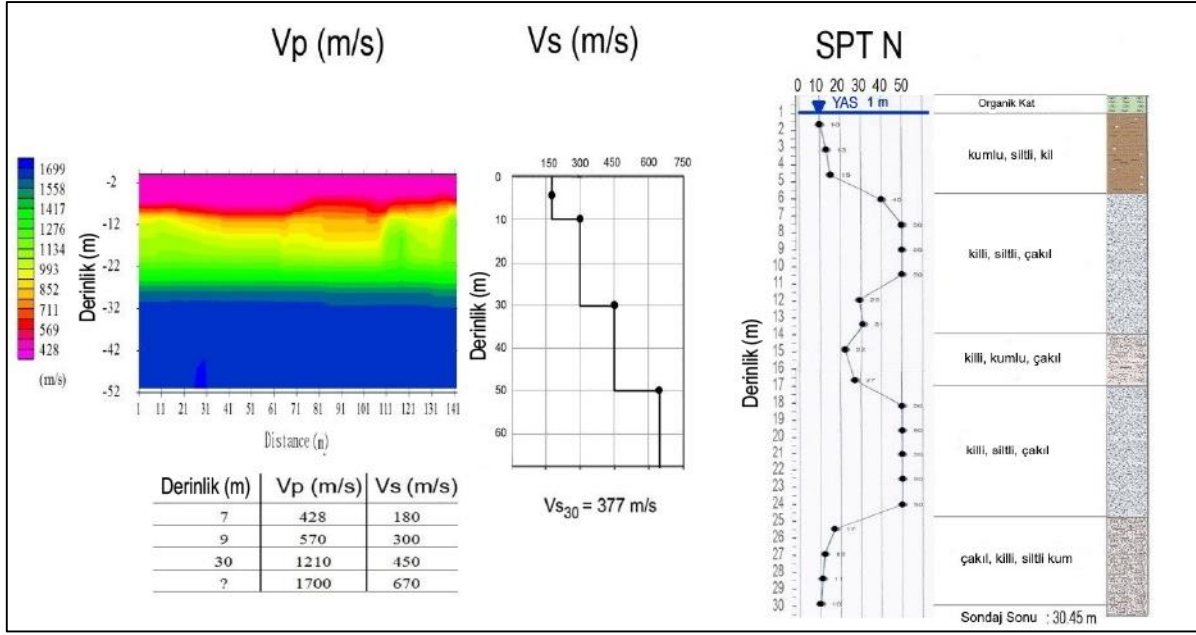 Vp (m/s)
Vs (m/s)
SPT N
1699
1558
1417
1276
1134
993
852
711
569
428
(m/s)
Derinlik (m)
-2
-12
-22
-32
-42
-52
1 11 21 31 41 51 61 71 81 91 101 111 121 131 141
Distance (m)
150 300 450 600 750
Derinlik (m)
0
10
20
30
40
50
60
Vs30 = 377 m/s
Derinlik (m) Vp (m/s) Vs (m/s)
7 428 180
9 570 300
30 1210 450
? 1700 670
0 10 20 30 40 50
YAS 1 m
Derinlik (m)
1
2
3
4
5
6
7
8
9
10
11
12
13
14
15
16
17
18
19
20
21
22
23
24
25
27
28
29
30
Organik Kat
kumlu, siltli, kil
killi, siltli, çakıl
killi, kumlu, çakıl
killi, siltli, çakıl
çakıl, killi, siltli kum
Sondaj Sonu : 30.45 m